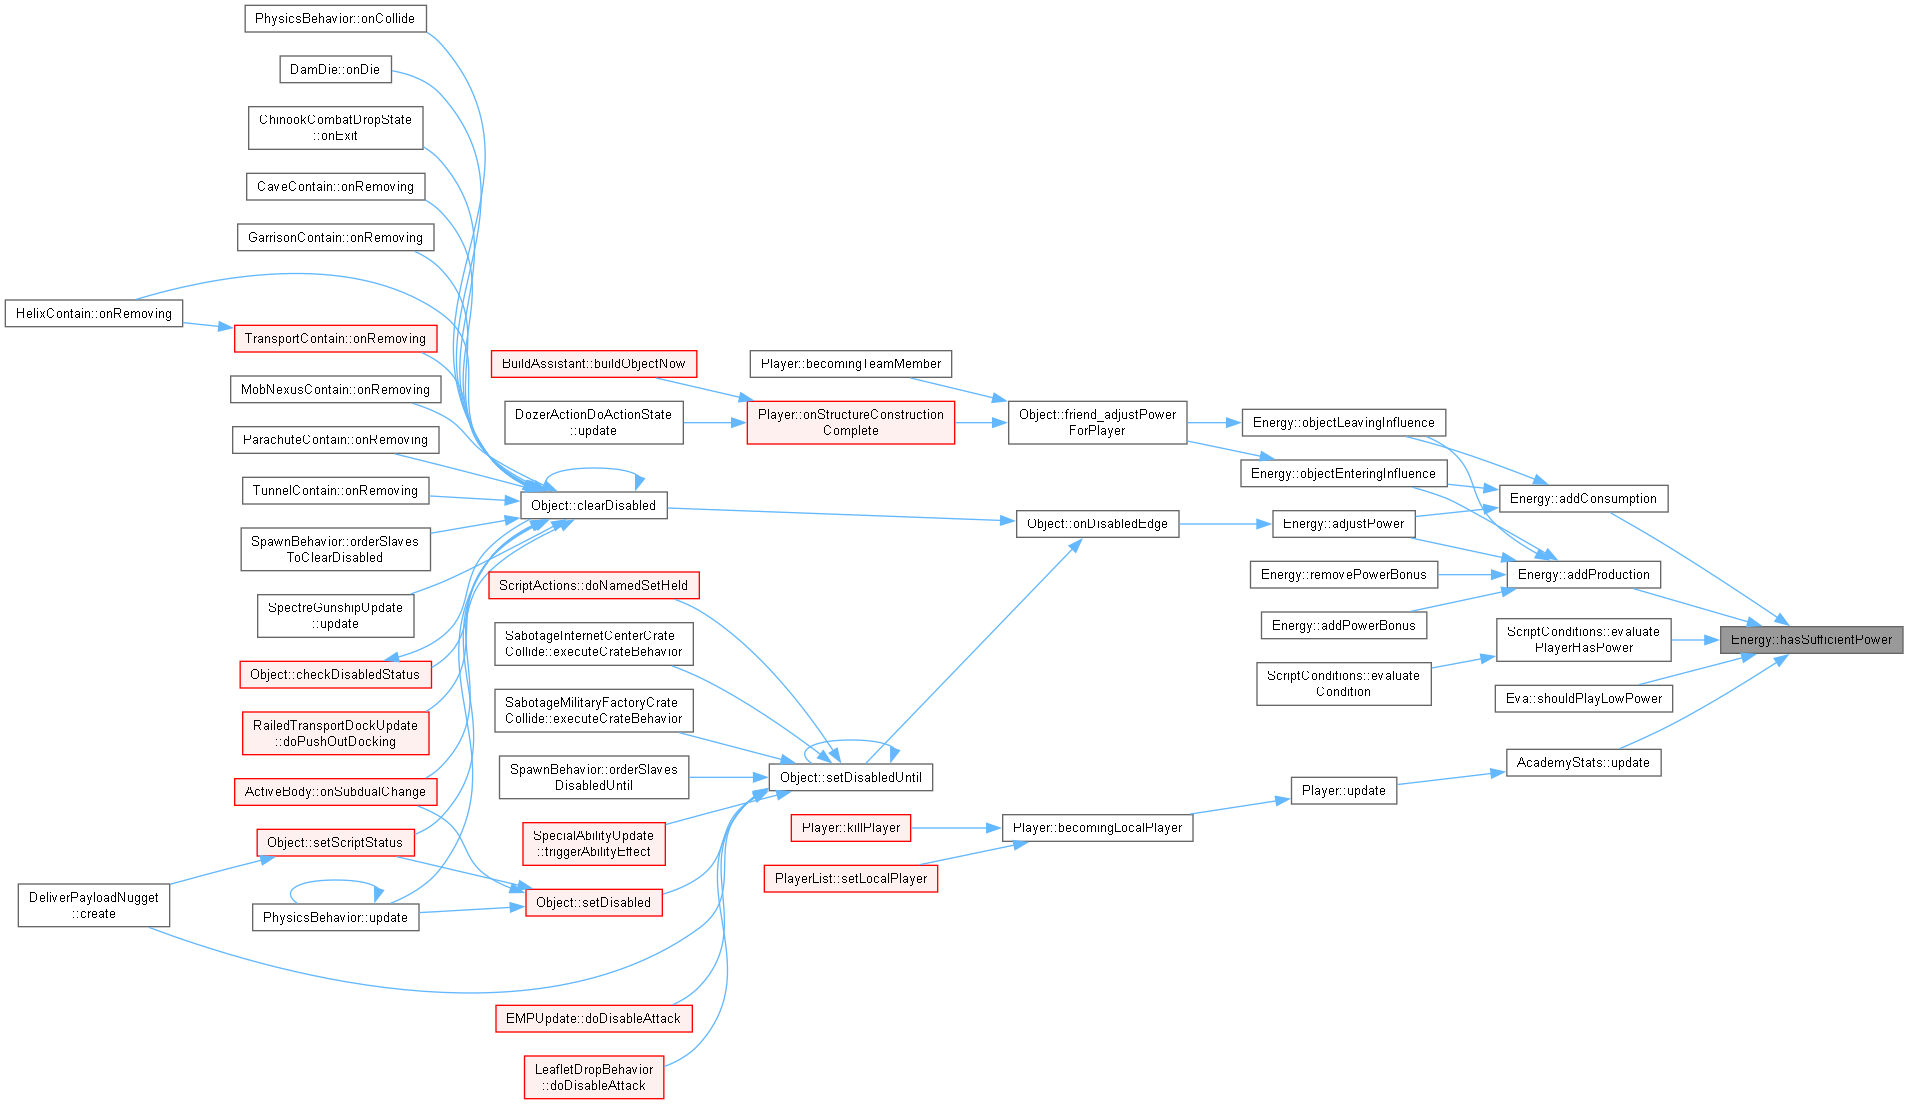 PhysicsBehavior::onCollide
DamDie::onDie
ChinookCombatDropState
::onExit
CaveContain::onRemoving
GarrisonContain::onRemoving
HelixContain::onRemoving
TransportContain::onRemoving
MobNexusContain::onRemoving
ParachuteContain::onRemoving
TunnelContain::onRemoving
SpawnBehavior::orderSlaves
ToClearDisabled
SpectreGunshipUpdate
::update
Object::checkDisabledStatus
RailedTransportDockUpdate
::doPushOutDocking
ActiveBody::onSubdualChange
Object::setScriptStatus
DeliverPayloadNugget
::create
PhysicsBehavior::update
BuildAssistant::buildObjectNow
DozerActionDoActionState
::update
Object::clearDisabled
ScriptActions::doNamedSetHeld
SabotageInternetCenterCrate
Collide::executeCrateBehavior
SabotageMilitaryFactoryCrate
Collide::executeCrateBehavior
SpawnBehavior::orderSlaves
DisabledUntil
SpecialAbilityUpdate
::triggerAbilityEffect
Object::setDisabled
EMPUpdate::doDisableAttack
LeafletDropBehavior
::doDisableAttack
Player::becomingTeamMember
Player::onStructureConstruction
Complete
Object::setDisabledUntil
Player::killPlayer
PlayerList::setLocalPlayer
Object::friend_adjustPower
ForPlayer
Object::onDisabledEdge
Player::becomingLocalPlayer
Energy::objectLeavingInfluence
Energy::objectEnteringInfluence
Energy::adjustPower
Energy::removePowerBonus
Energy::addPowerBonus
ScriptConditions::evaluate
Condition
Player::update
Energy::addConsumption
Energy::addProduction
ScriptConditions::evaluate
PlayerHasPower
Eva::shouldPlayLowPower
AcademyStats::update
Energy::hasSufficientPower